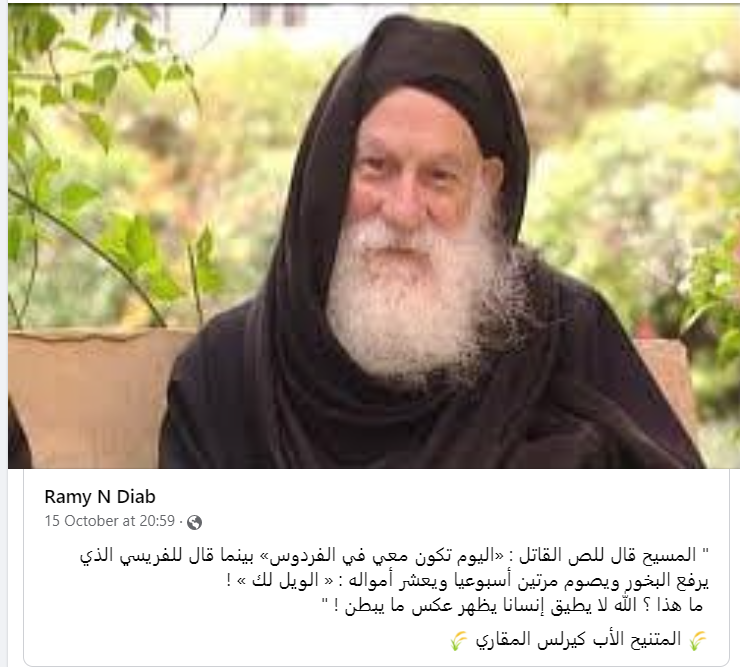 Ramy N Diab
15 October at 20:59 ·
" المسيح قال للص القاتل : «اليوم تكون معي في الفردوس» بينما قال للفريسي الذي
يرفع البخور ويصوم مرتين أسبوعيا ويعشر أمواله : « الويل لك » !
ما هذا ؟ الله لا يطيق إنسانا يظهر عكس ما يبطن ! "
🌾 المتنيح الأب كيرلس المقاري 🌾